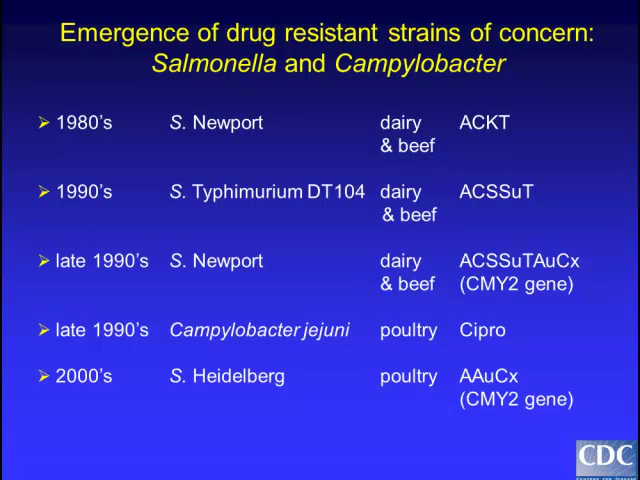 Emergence of drug resistant strains of concern:
Salmonella and Campylobacter
➢ 1980's S. Newport dairy ACKT
& beef
➢ 1990's S. Typhimurium DT104 dairy ACSSuT
& beef
➢ late 1990's S. Newport dairy ACSSuTAuCx
& beef (CMY2 gene)
➢ late 1990's Campylobacter jejuni poultry Cipro
➢ 2000's S. Heidelberg poultry AAuCx
(CMY2 gene)
CDC